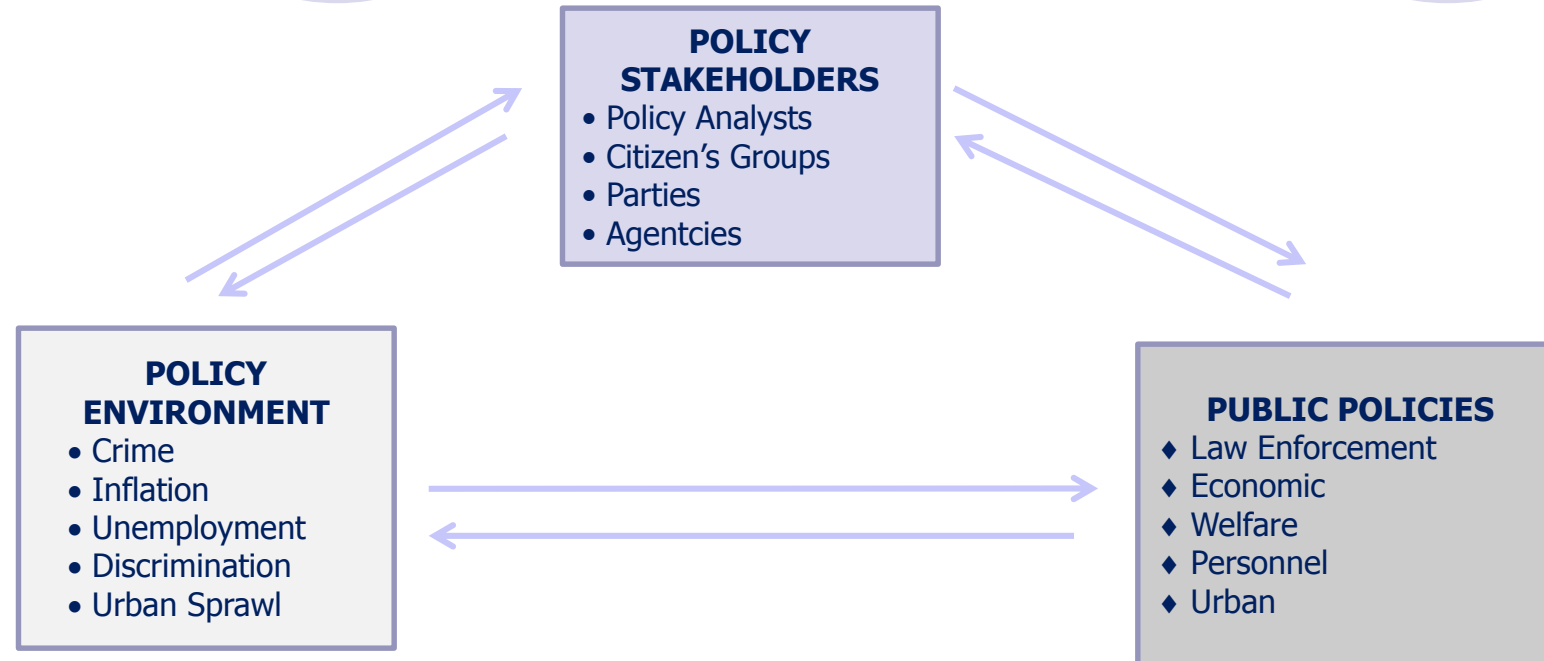 POLICY
STAKEHOLDERS
• Policy Analysts
• Citizen’s Groups
• Parties
• Agentcies
POLICY
ENVIRONMENT
• Crime
• Inflation
• Unemployment
• Discrimination
• Urban Sprawl
PUBLIC POLICIES
♦ Law Enforcement
♦ Economic
♦ Welfare
♦ Personnel
♦ Urban